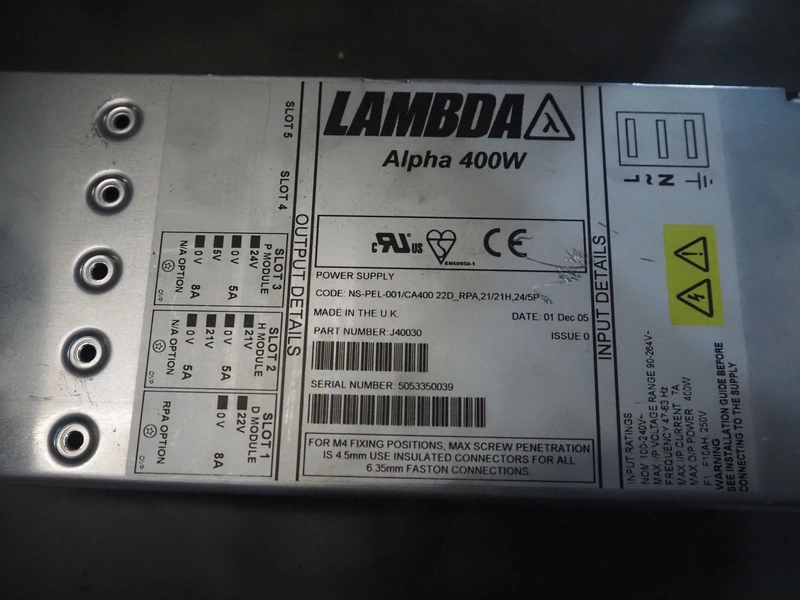 LAMBDA λ
Alpha 400W
c RU US EN60950-1 CE
POWER SUPPLY
CODE: NS-PEL-001/CA400 22D_RPA,21/21H,24/5P
MADE IN THE U.K. DATE: 01 Dec 05
PART NUMBER: J40030 ISSUE 0
SERIAL NUMBER: 5053350039
FOR M4 FIXING POSITIONS, MAX SCREW PENETRATION
IS 4.5mm USE INSULATED CONNECTORS FOR ALL
6.35mm FASTON CONNECTIONS.
OUTPUT DETAILS
SLOT 5
SLOT 4
SLOT 3
P MODULE
24V
0V 5A
5V
0V 8A
N/A OPTION
O/P
SLOT 2
H MODULE
21V
0V 5A
21V
0V 5A
N/A OPTION
O/P
SLOT 1
D MODULE
22V
0V 8A
RPA OPTION
O/P
INPUT DETAILS
L ~ N
INPUT RATINGS
NOM 100-240V~
MAX I/P VOLTAGE RANGE 90-264V~
FREQUENCY 47-63 Hz
MAX I/P CURRENT 7A
MAX O/P POWER 400W
F1 F10AH, 250V
WARNING
SEE INSTALLATION GUIDE BEFORE
CONNECTING TO THE SUPPLY